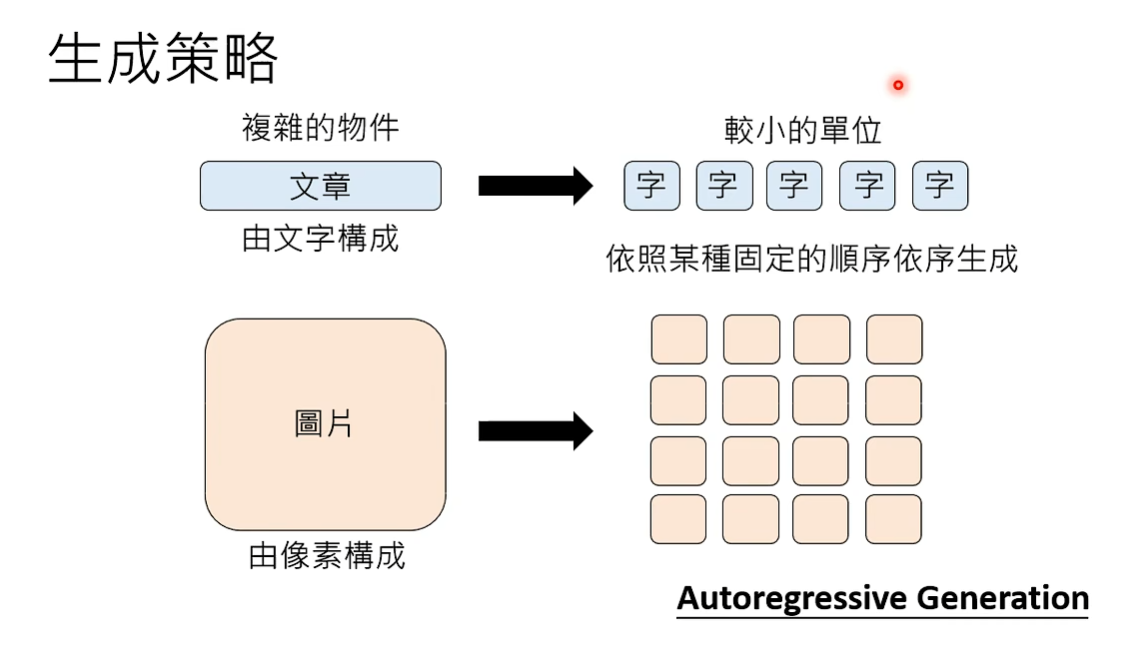 生成策略
複雜的物件
較小的單位
文章
字 字 字 字 字
由文字構成
依照某種固定的順序依序生成
圖片
由像素構成
Autoregressive Generation